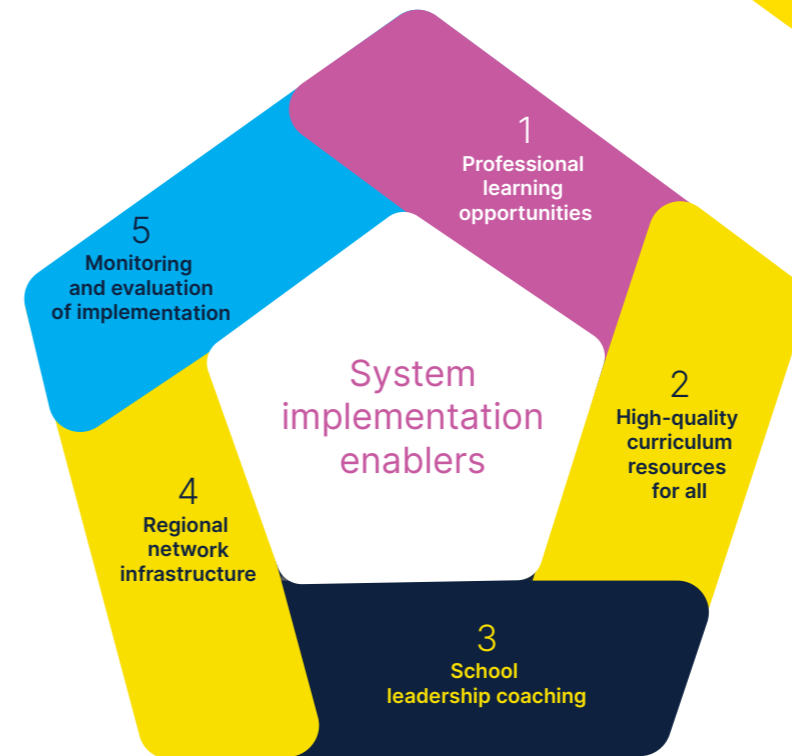 1
Professional
learning
opportunities
2
High-quality
curriculum
resources
for all
3
School
leadership coaching
4
Regional
network
infrastructure
5
Monitoring
and evaluation
of implementation
System
implementation
enablers